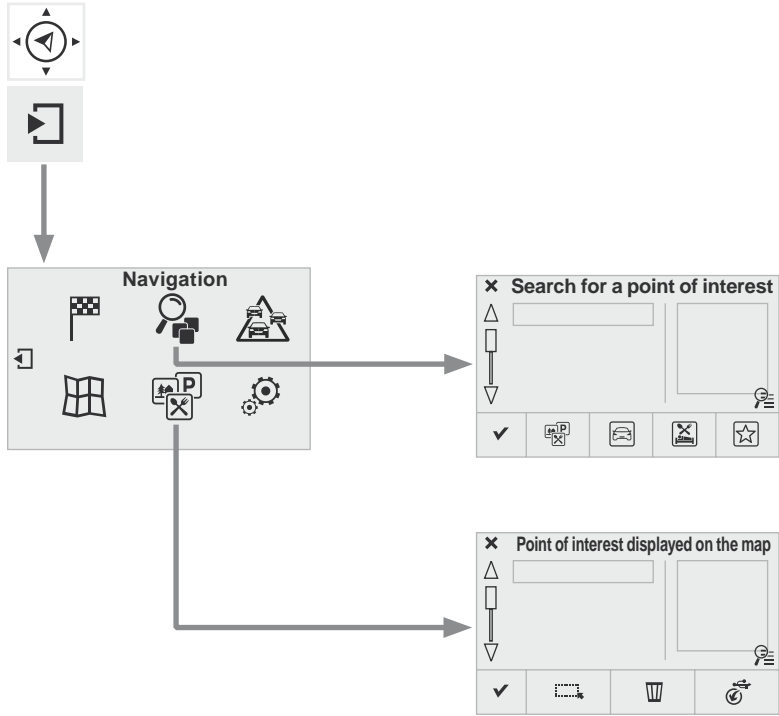 Navigation
P
Search for a point of interest
P
Point of interest displayed on the map